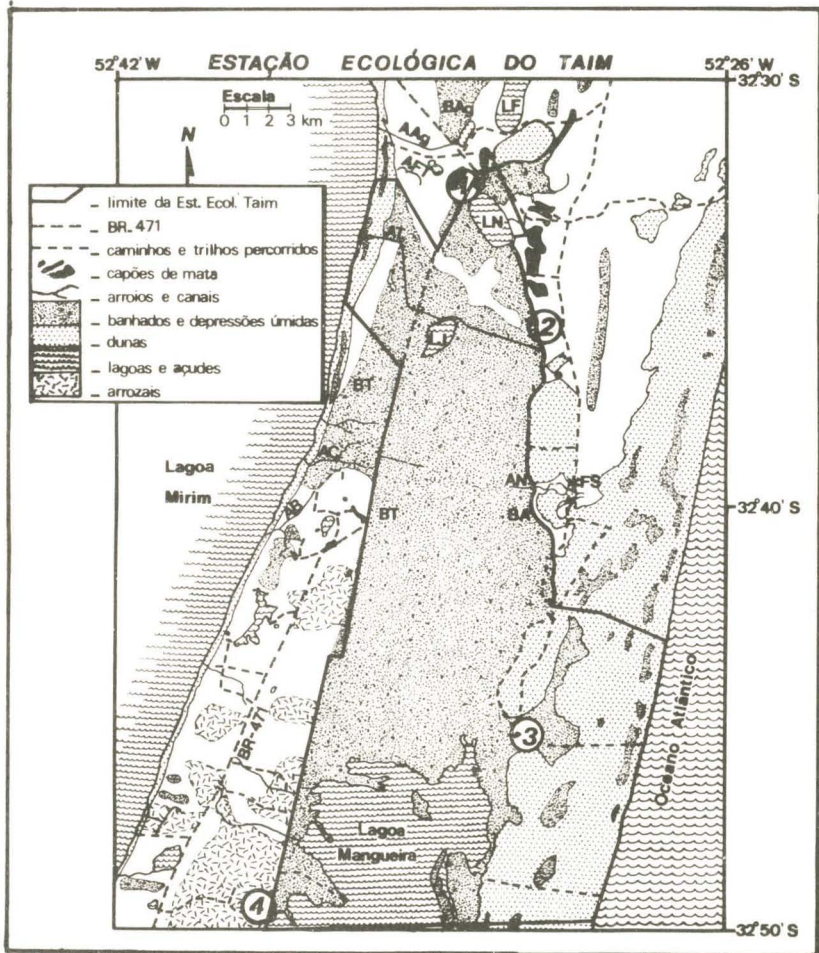 52°42' W ESTAÇÃO ECOLÓGICA DO TAIM 52°26' W
32°30' S
Escala
0 1 2 3 km
N
limite da Est. Ecol. Taim
BR-471
caminhos e trilhos percorridos
capões de mata
arroios e canais
banhados e depressões úmidas
dunas
lagoas e açudes
arrozais
BAg
LF
AAg
AF
1
LN
AT
2
LJ
BT
AC
Lagoa
Mirim
AN
FS
AB
BT
BA
32°40' S
BR-471
3
Oceano Atlântico
Lagoa
Mangueira
4
32°50' S